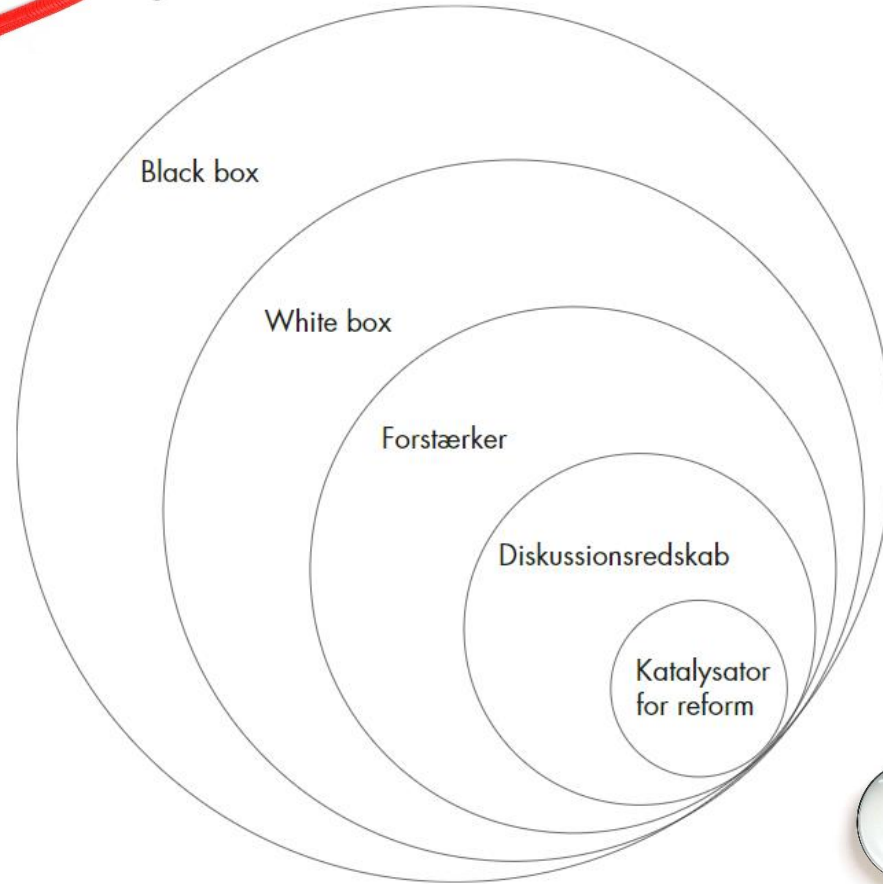 Black box
White box
Forstærker
Diskussionsredskab
Katalysator
for reform